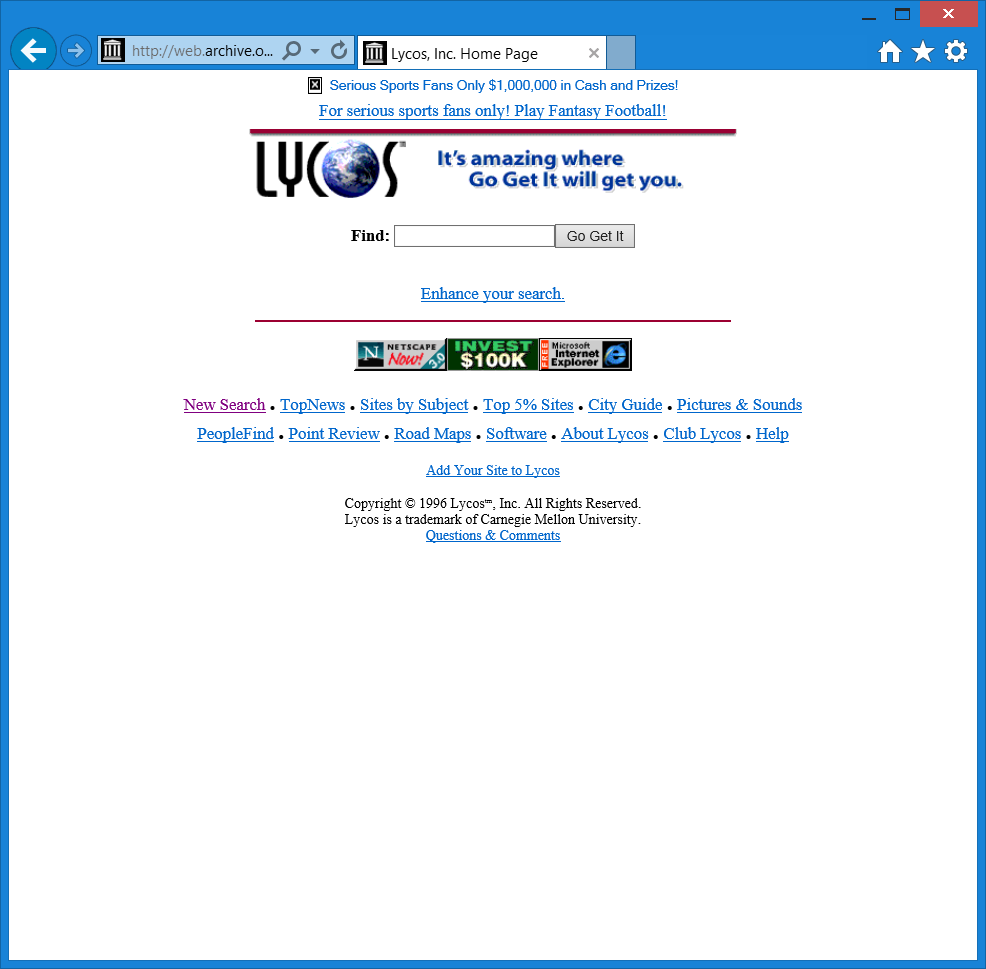 http://web.archive.o...
Lycos, Inc. Home Page
Serious Sports Fans Only $1,000,000 in Cash and Prizes!
For serious sports fans only! Play Fantasy Football!
LYCOS™ It's amazing where
Go Get It will get you.
Find: Go Get It
Enhance your search.
N NETSCAPE Now! 3.0
INVEST $100K
FREE Microsoft Internet Explorer
New Search • TopNews • Sites by Subject • Top 5% Sites • City Guide • Pictures & Sounds
PeopleFind • Point Review • Road Maps • Software • About Lycos • Club Lycos • Help
Add Your Site to Lycos
Copyright © 1996 Lycos™, Inc. All Rights Reserved.
Lycos is a trademark of Carnegie Mellon University.
Questions & Comments